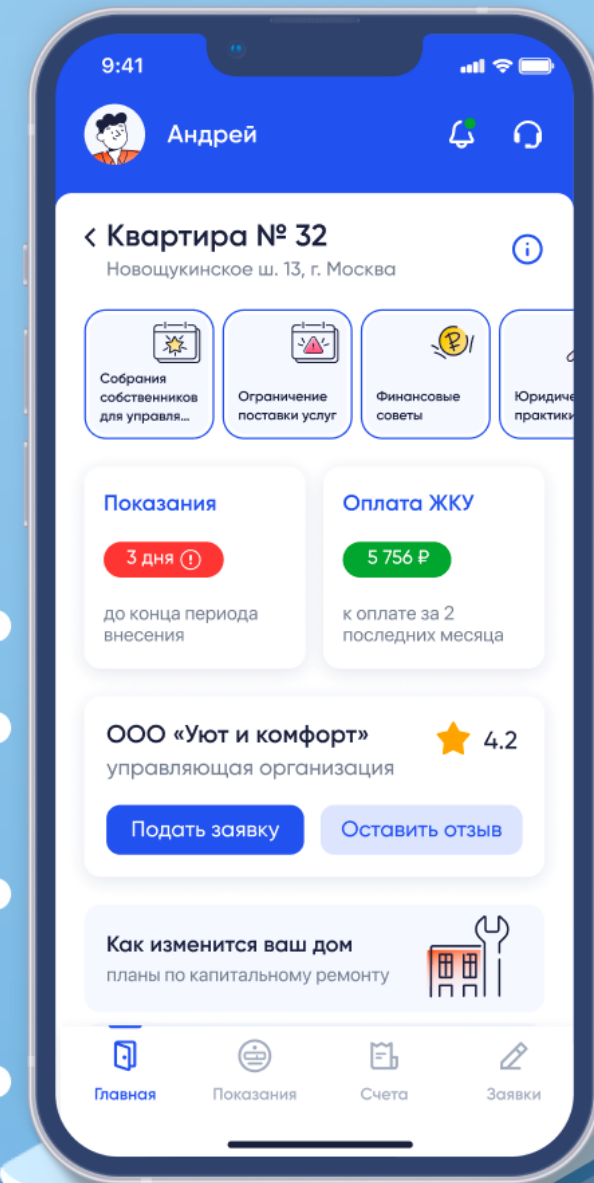 9:41
Андрей
Квартира № 32
Новощукинское ш. 13, г. Москва
Собрания
собственников
для управля...
Ограничение
поставки услуг
Финансовые
советы
Юридиче
практики
Показания
3 дня
до конца периода
внесения
Оплата ЖКУ
5 756 ₽
к оплате за 2
последних месяца
ООО «Уют и комфорт»
4.2
управляющая организация
Подать заявку
Оставить отзыв
Как изменится ваш дом
планы по капитальному ремонту
Главная
Показания
Счета
Заявки